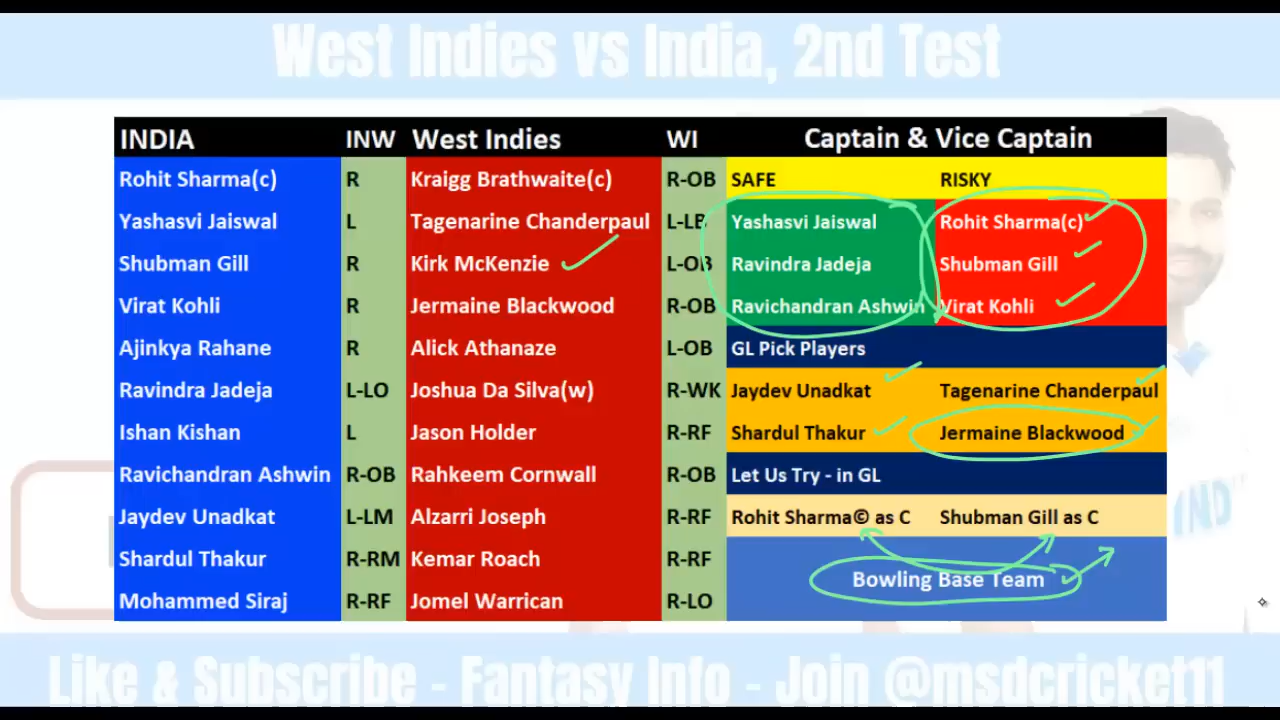 West Indies vs India, 2nd Test
INDIA INW West Indies WI Captain & Vice Captain
Rohit Sharma(c) R Kraigg Brathwaite(c) R-OB SAFE RISKY
Yashasvi Jaiswal L Tagenarine Chanderpaul L-LB Yashasvi Jaiswal Rohit Sharma(c)
Shubman Gill R Kirk McKenzie L-OB Ravindra Jadeja Shubman Gill
Virat Kohli R Jermaine Blackwood R-OB Ravichandran Ashwin Virat Kohli
Ajinkya Rahane R Alick Athanaze L-OB GL Pick Players
Ravindra Jadeja L-LO Joshua Da Silva(w) R-WK Jaydev Unadkat Tagenarine Chanderpaul
Ishan Kishan L Jason Holder R-RF Shardul Thakur Jermaine Blackwood
Ravichandran Ashwin R-OB Rahkeem Cornwall R-OB Let Us Try - in GL
Jaydev Unadkat L-LM Alzarri Joseph R-RF Rohit Sharma© as C Shubman Gill as C
Shardul Thakur R-RM Kemar Roach R-RF
Bowling Base Team
Mohammed Siraj R-RF Jomel Warrican R-LO
Like & Subscribe - Fantasy Info - Join @msdcricket11